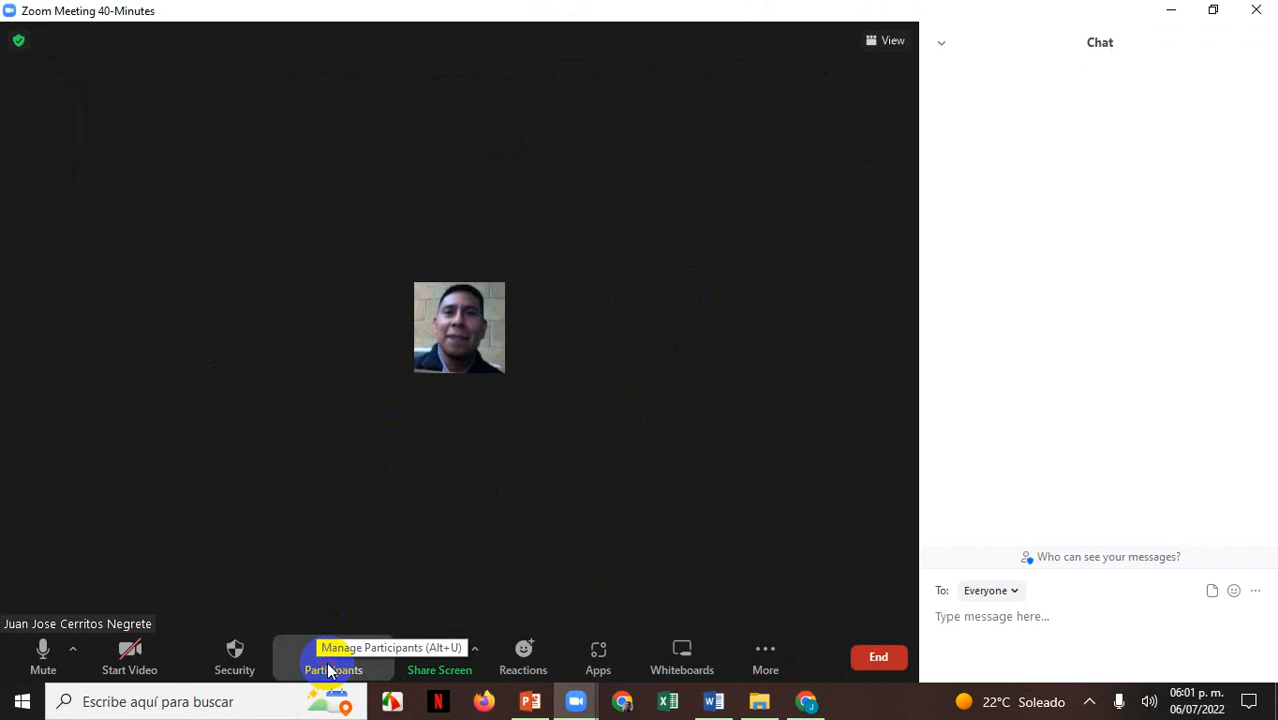 Zoom Meeting 40-Minutes
View
Chat
Juan Jose Cerritos Negrete
Who can see your messages?
To: Everyone
Type message here...
Manage Participants (Alt+U)
Mute
Start Video
Security
Participants
Share Screen
Reactions
Apps
Whiteboards
More
End
Escribe aquí para buscar
22°C Soleado
06:01 p. m.
06/07/2022